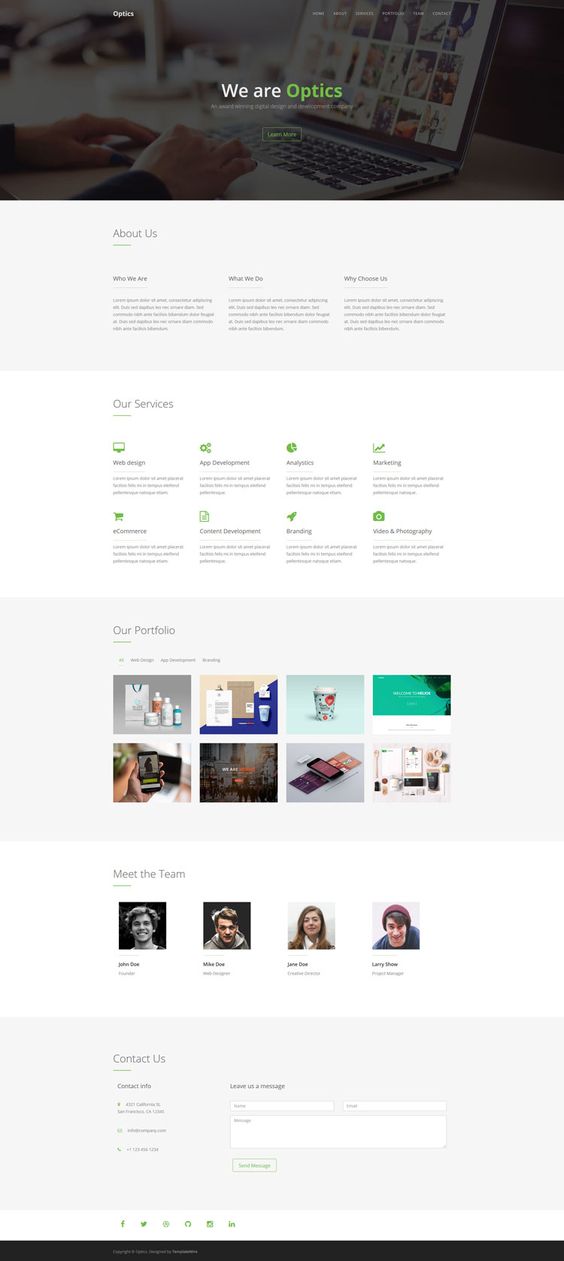 Optics
HOME ABOUT SERVICES PORTFOLIO TEAM CONTACT
We are Optics
An award winning digital design and development company
Learn More
About Us
Who We Are
Lorem ipsum dolor sit amet, consectetur adipiscing
elit. Duis sed dapibus leo nec ornare diam. Sed
commodo nibh ante facilisis bibendum dolor feugiat
at. Duis sed dapibus leo nec ornare diam commodo
nibh ante facilisis bibendum.
What We Do
Lorem ipsum dolor sit amet, consectetur adipiscing
elit. Duis sed dapibus leo nec ornare diam. Sed
commodo nibh ante facilisis bibendum dolor feugiat
at. Duis sed dapibus leo nec ornare diam commodo
nibh ante facilisis bibendum.
Why Choose Us
Lorem ipsum dolor sit amet, consectetur adipiscing
elit. Duis sed dapibus leo nec ornare diam. Sed
commodo nibh ante facilisis bibendum dolor feugiat
at. Duis sed dapibus leo nec ornare diam commodo
nibh ante facilisis bibendum.
Our Services
Web design
Lorem ipsum dolor sit amet placerat
facilisis felis mi in tempus eleifend
pellentesque natoque etiam.
App Development
Lorem ipsum dolor sit amet placerat
facilisis felis mi in tempus eleifend
pellentesque natoque.
Analystics
Lorem ipsum dolor sit amet placerat
facilisis felis mi in tempus eleifend
pellentesque natoque etiam.
Marketing
Lorem ipsum dolor sit amet placerat
facilisis felis mi in tempus eleifend
pellentesque natoque.
eCommerce
Lorem ipsum dolor sit amet placerat
facilisis felis mi in tempus eleifend
pellentesque natoque etiam.
Content Development
Lorem ipsum dolor sit amet placerat
facilisis felis mi in tempus eleifend
pellentesque natoque.
Branding
Lorem ipsum dolor sit amet placerat
facilisis felis mi in tempus eleifend
pellentesque natoque etiam.
Video & Photography
Lorem ipsum dolor sit amet placerat
facilisis felis mi in tempus eleifend
pellentesque natoque.
Our Portfolio
All Web Design App Development Branding
WELCOME TO HELIOS
WE ARE
Meet the Team
John Doe
Founder
Mike Doe
Web Designer
Jane Doe
Creative Director
Larry Show
Project Manager
Contact Us
Contact info
4321 California St,
San Francisco, CA 12345
info@company.com
+1 123 456 1234
Leave us a message
Name
Email
Message
Send Message
Copyright © Optics. Designed by TemplateWire